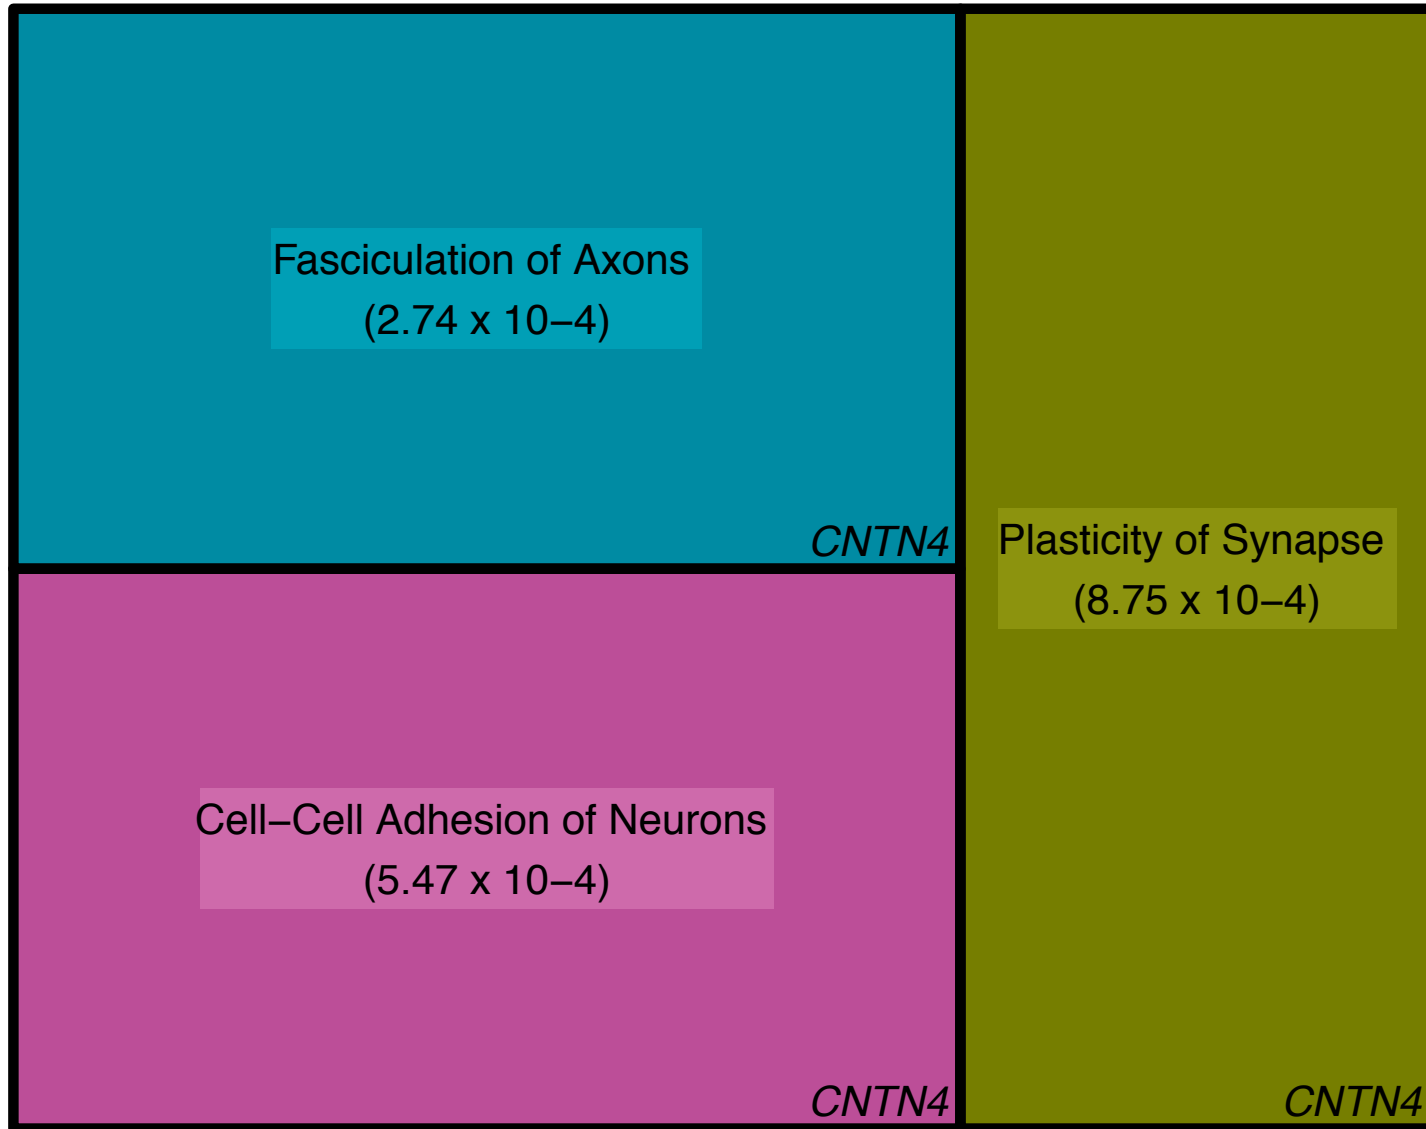 Fasciculation of Axons
(2.74 x 10−4)
CNTN4
Plasticity of Synapse
(8.75 x 10−4)
Cell−Cell Adhesion of Neurons
(5.47 x 10−4)
CNTN4
CNTN4